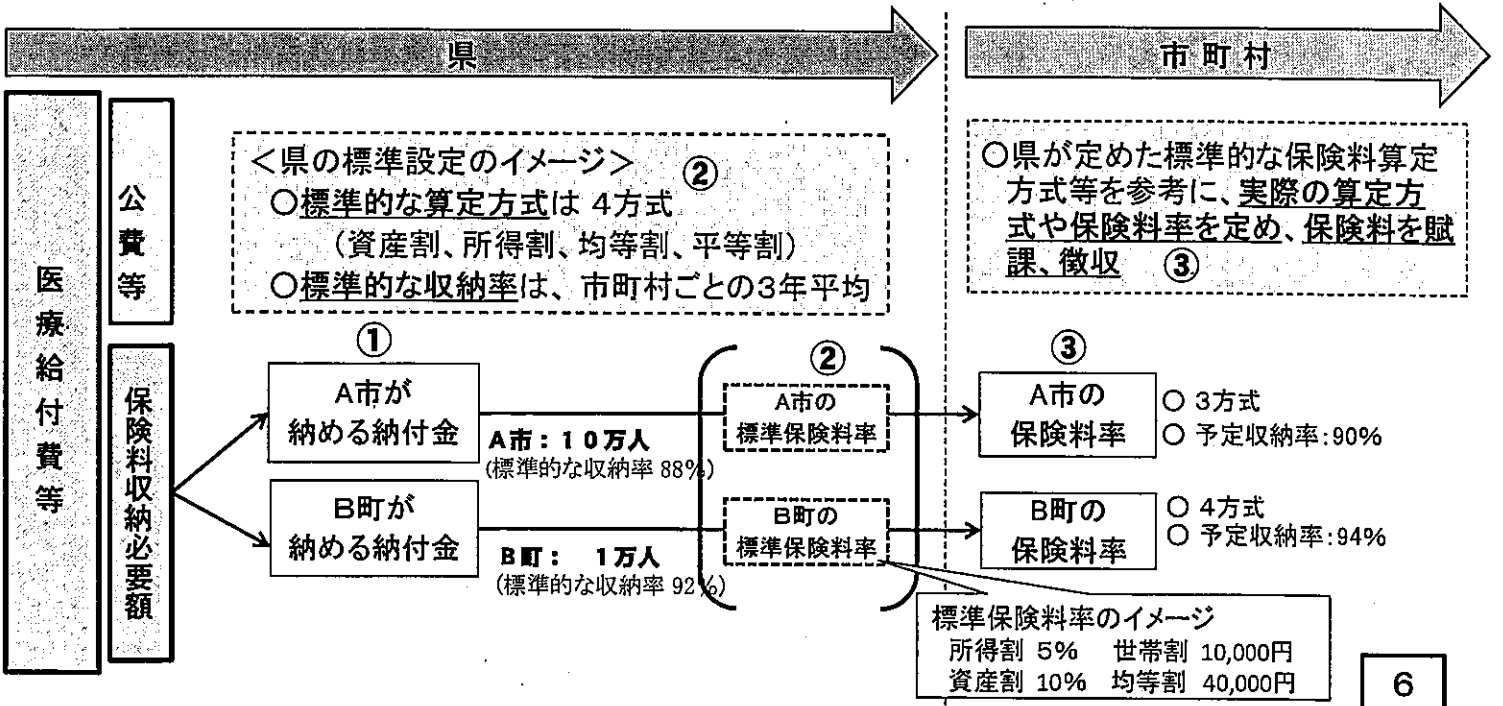 県
市町村
医療給付費等
公費等
保険料収納必要額
＜県の標準設定のイメージ＞ ②
○標準的な算定方式は 4方式
（資産割、所得割、均等割、平等割）
○標準的な収納率は、市町村ごとの3年平均
○県が定めた標準的な保険料算定
方式等を参考に、実際の算定方
式や保険料率を定め、保険料を賦
課、徴収 ③
①
A市が
納める納付金
A市：10万人
(標準的な収納率 88%)
B町が
納める納付金
B町： 1万人
(標準的な収納率 92%)
②
A市の
標準保険料率
B町の
標準保険料率
③
A市の
保険料率
○ 3方式
○ 予定収納率：90%
B町の
保険料率
○ 4方式
○ 予定収納率：94%
標準保険料率のイメージ
所得割 5% 世帯割 10,000円
資産割 10% 均等割 40,000円
6